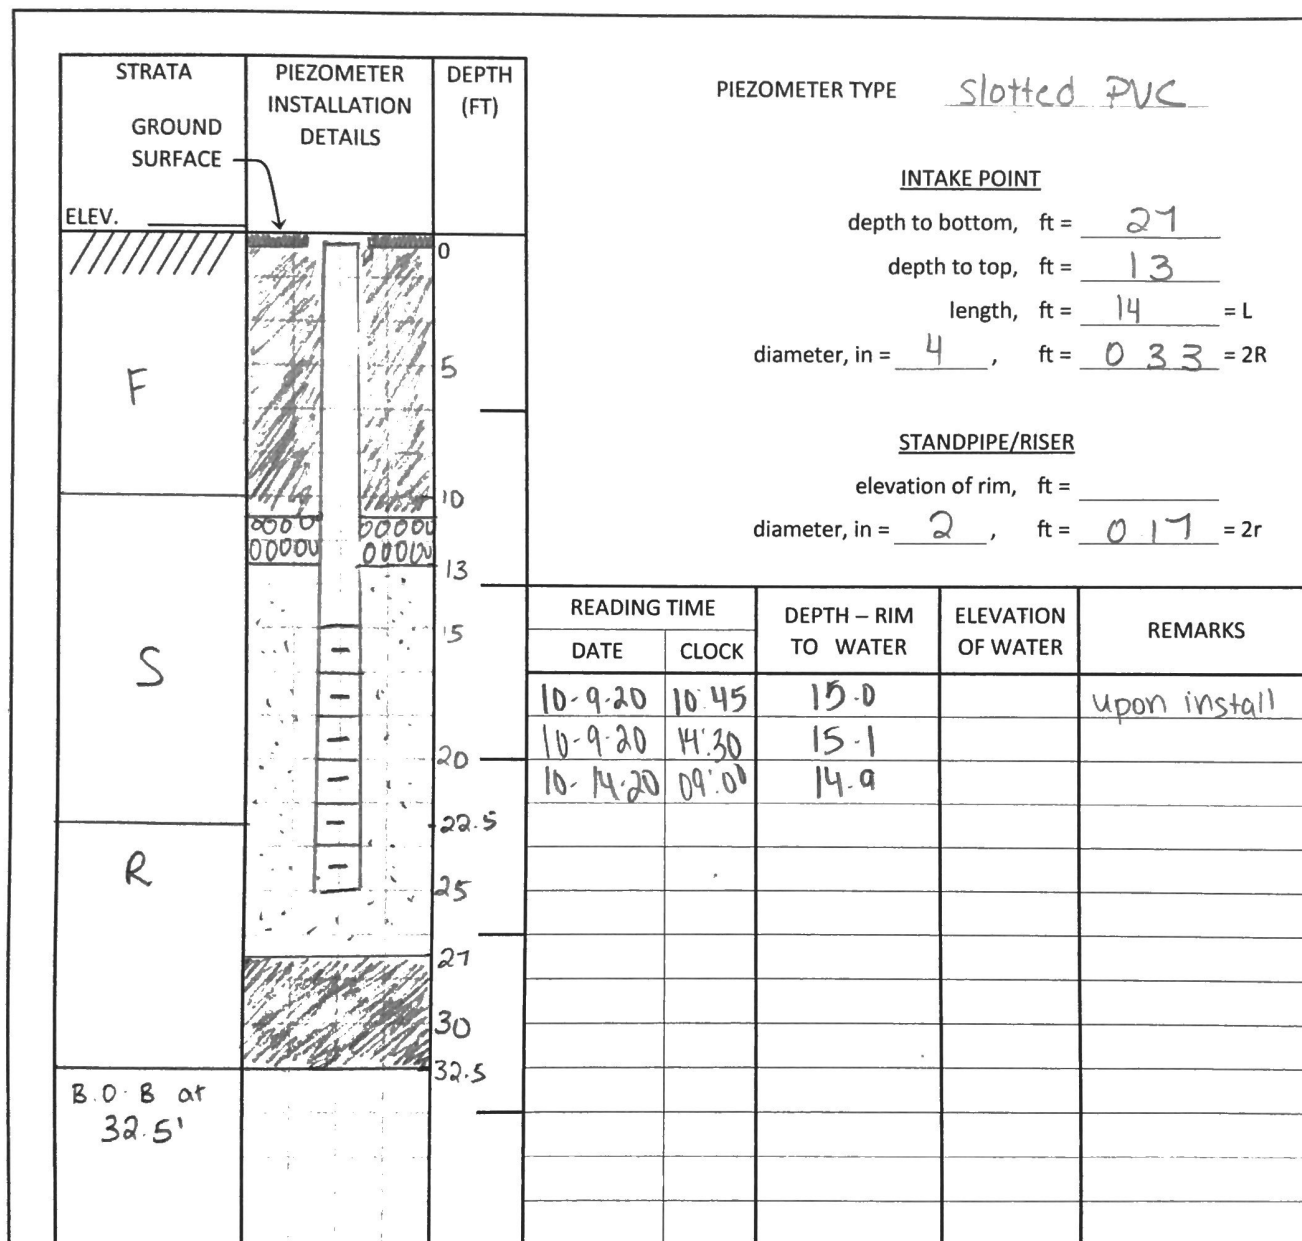 STRATA
GROUND
SURFACE
ELEV.
PIEZOMETER
INSTALLATION
DETAILS
DEPTH
(FT)
F
S
R
B.O.B at
32.5'
0
5
10
13
15
20
22.5
25
27
30
32.5
PIEZOMETER TYPE slotted PVC
INTAKE POINT
depth to bottom, ft = 27
depth to top, ft = 13
length, ft = 14 = L
diameter, in = 4, ft = 0.33 = 2R
STANDPIPE/RISER
elevation of rim, ft =
diameter, in = 2, ft = 0.17 = 2r
READING TIME
DATE CLOCK
DEPTH – RIM
TO WATER
ELEVATION
OF WATER
REMARKS
10-9-20 10:45 15.0 upon install
10-9-20 14:30 15.1
10-14-20 09:00 14.9